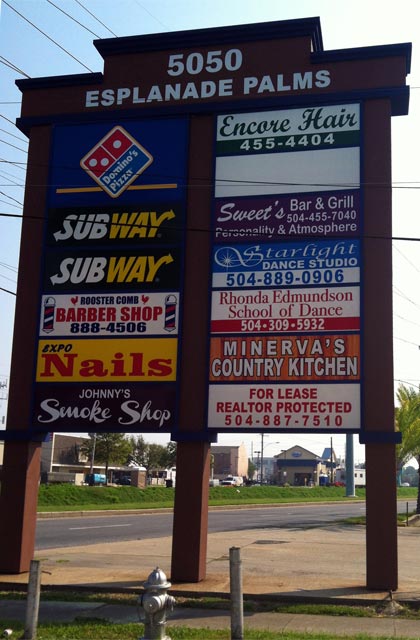 5050
ESPLANADE PALMS
Domino's
Pizza
SUBWAY
SUBWAY
ROOSTER COMB
BARBER SHOP
888-4506
EXPO
Nails
JOHNNY'S
Smoke Shop
Encore Hair
455-4404
Sweet's Bar & Grill
504-455-7040
Personality & Atmosphere
Starlight
DANCE STUDIO
504-889-0906
Rhonda Edmundson
School of Dance
504-309-5932
MINERVA'S
COUNTRY KITCHEN
FOR LEASE
REALTOR PROTECTED
504-887-7510